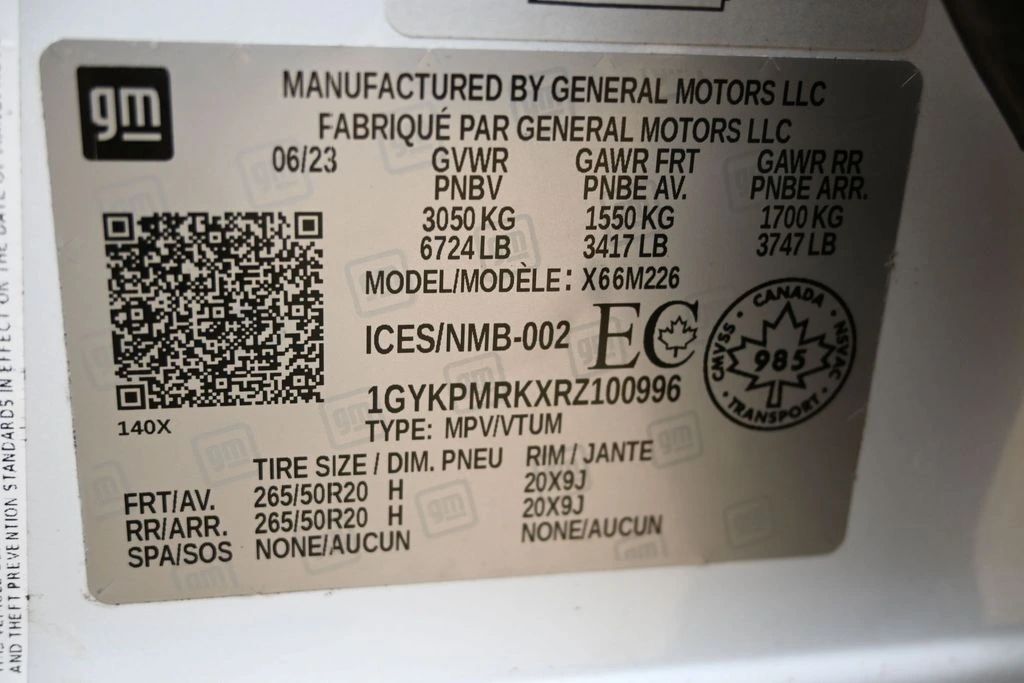 gm
MANUFACTURED BY GENERAL MOTORS LLC
FABRIQUÉ PAR GENERAL MOTORS LLC
06/23 GVWR GAWR FRT GAWR RR
PNBV PNBE AV. PNBE ARR.
3050 KG 1550 KG 1700 KG
6724 LB 3417 LB 3747 LB
MODEL/MODÈLE: X66M226
ICES/NMB-002 EC
CANADA
CMVSS 985 NSVAC
TRANSPORT
1GYKPMRKXRZ100996
140X
TYPE: MPV/VTUM
TIRE SIZE / DIM. PNEU RIM / JANTE
FRT/AV. 265/50R20 H 20X9J
RR/ARR. 265/50R20 H 20X9J
SPA/SOS NONE/AUCUN NONE/AUCUN
AND THEFT PREVENTION STANDARDS IN EFFECT OR THE DATE OF